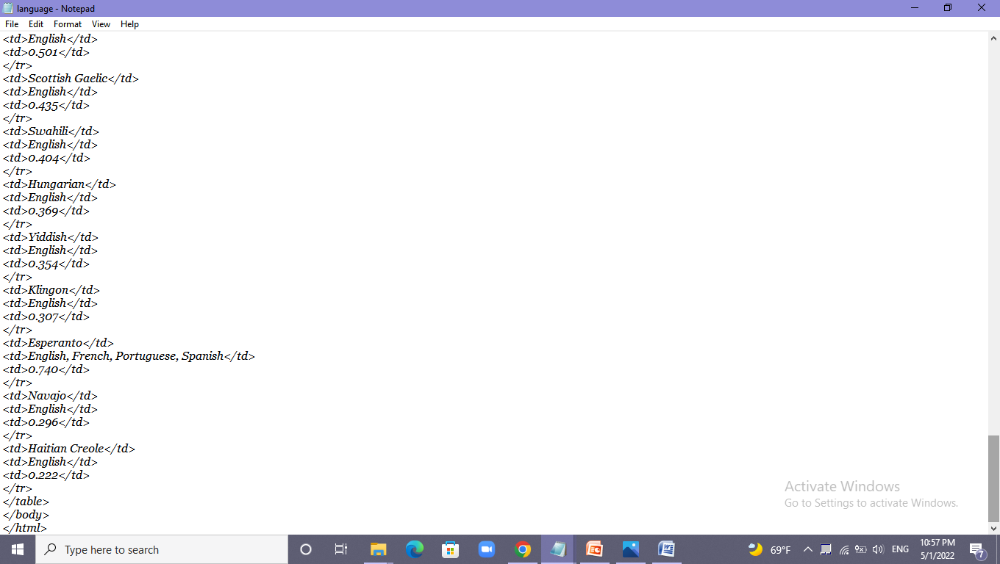 language - Notepad
File Edit Format View Help
<td>English</td>
<td>0.501</td>
</tr>
<td>Scottish Gaelic</td>
<td>English</td>
<td>0.435</td>
</tr>
<td>Swahili</td>
<td>English</td>
<td>0.404</td>
</tr>
<td>Hungarian</td>
<td>English</td>
<td>0.369</td>
</tr>
<td>Yiddish</td>
<td>English</td>
<td>0.354</td>
</tr>
<td>Klingon</td>
<td>English</td>
<td>0.307</td>
</tr>
<td>Esperanto</td>
<td>English, French, Portuguese, Spanish</td>
<td>0.740</td>
</tr>
<td>Navajo</td>
<td>English</td>
<td>0.296</td>
</tr>
<td>Haitian Creole</td>
<td>English</td>
<td>0.222</td>
</tr>
</table>
</body>
</html>
Activate Windows
Go to Settings to activate Windows.
Type here to search
69°F ENG 10:57 PM
5/1/2022
7